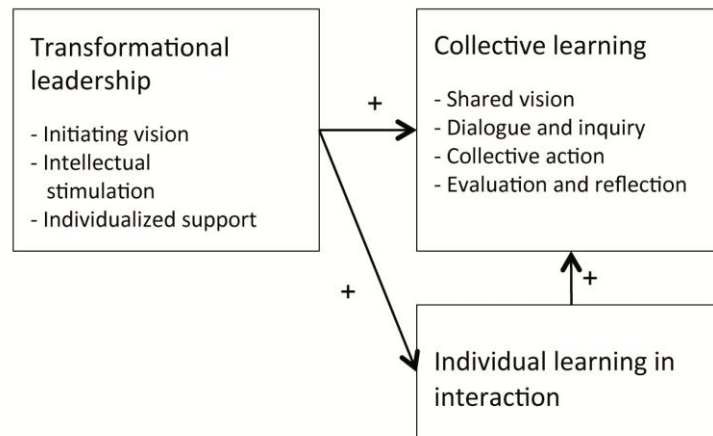 Transformational
leadership
- Initiating vision
- Intellectual
stimulation
- Individualized support
+
+
Collective learning
- Shared vision
- Dialogue and inquiry
- Collective action
- Evaluation and reflection
+
Individual learning in
interaction